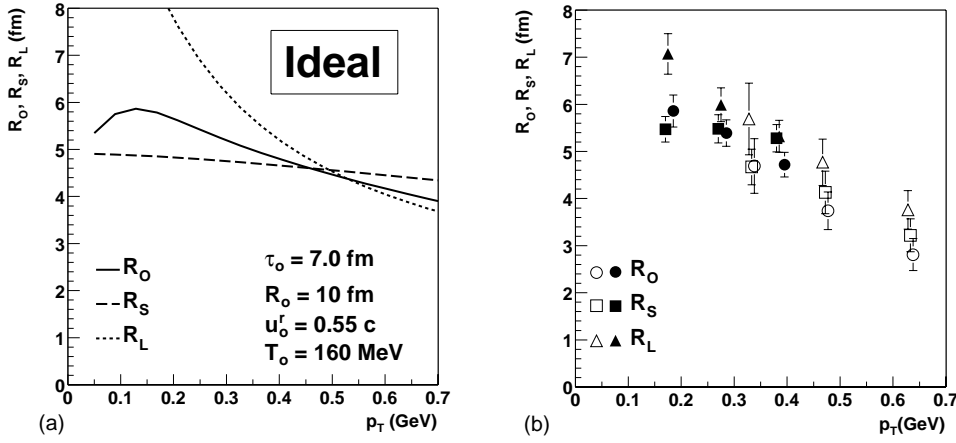 R_O, R_S, R_L (fm)
8
7
6
5
4
3
2
1
0
Ideal
τ_o = 7.0 fm
R_o = 10 fm
u_o^r = 0.55 c
T_o = 160 MeV
R_O
R_S
R_L
0 0.1 0.2 0.3 0.4 0.5 0.6 0.7
(a)
p_T (GeV)
R_O, R_S, R_L (fm)
8
7
6
5
4
3
2
1
0
R_O
R_S
R_L
0 0.1 0.2 0.3 0.4 0.5 0.6 0.7
(b)
p_T(GeV)